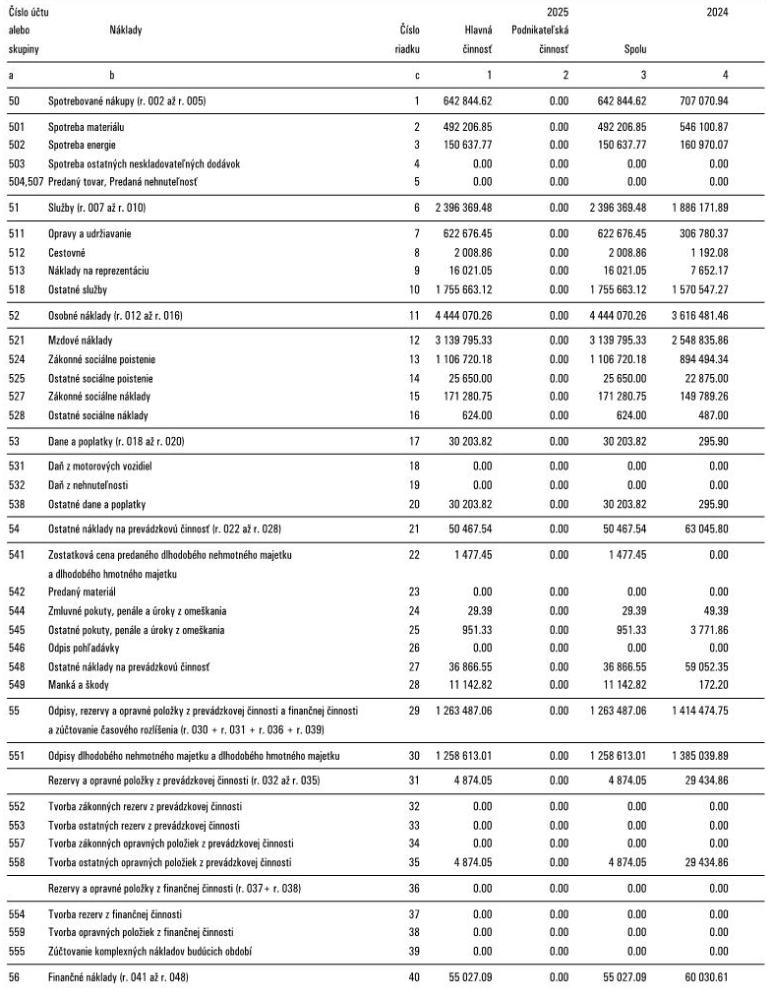 Číslo účtu 2025 2024
alebo Náklady Číslo Hlavná Podnikateľská
skupiny riadku činnosť činnosť Spolu
a b c 1 2 3 4
50 Spotrebované nákupy (r. 002 až r. 005) 1 642 844.62 0.00 642 844.62 707 070.94
501 Spotreba materiálu 2 492 206.85 0.00 492 206.85 546 100.87
502 Spotreba energie 3 150 637.77 0.00 150 637.77 160 970.07
503 Spotreba ostatných neskladovateľných dodávok 4 0.00 0.00 0.00 0.00
504,507 Predaný tovar, Predaná nehnuteľnosť 5 0.00 0.00 0.00 0.00
51 Služby (r. 007 až r. 010) 6 2 396 369.48 0.00 2 396 369.48 1 886 171.89
511 Opravy a udržiavanie 7 622 676.45 0.00 622 676.45 306 780.37
512 Cestovné 8 2 008.86 0.00 2 008.86 1 192.08
513 Náklady na reprezentáciu 9 16 021.05 0.00 16 021.05 7 652.17
518 Ostatné služby 10 1 755 663.12 0.00 1 755 663.12 1 570 547.27
52 Osobné náklady (r. 012 až r. 016) 11 4 444 070.26 0.00 4 444 070.26 3 616 481.46
521 Mzdové náklady 12 3 139 795.33 0.00 3 139 795.33 2 548 835.86
524 Zákonné sociálne poistenie 13 1 106 720.18 0.00 1 106 720.18 894 494.34
525 Ostatné sociálne poistenie 14 25 650.00 0.00 25 650.00 22 875.00
527 Zákonné sociálne náklady 15 171 280.75 0.00 171 280.75 149 789.26
528 Ostatné sociálne náklady 16 624.00 0.00 624.00 487.00
53 Dane a poplatky (r. 018 až r. 020) 17 30 203.82 0.00 30 203.82 295.90
531 Daň z motorových vozidiel 18 0.00 0.00 0.00 0.00
532 Daň z nehnuteľnosti 19 0.00 0.00 0.00 0.00
538 Ostatné dane a poplatky 20 30 203.82 0.00 30 203.82 295.90
54 Ostatné náklady na prevádzkovú činnosť (r. 022 až r. 028) 21 50 467.54 0.00 50 467.54 63 045.80
541 Zostatková cena predaného dlhodobého nehmotného majetku 22 1 477.45 0.00 1 477.45 0.00
a dlhodobého hmotného majetku
542 Predaný materiál 23 0.00 0.00 0.00 0.00
544 Zmluvné pokuty, penále a úroky z omeškania 24 29.39 0.00 29.39 49.39
545 Ostatné pokuty, penále a úroky z omeškania 25 951.33 0.00 951.33 3 771.86
546 Odpis pohľadávky 26 0.00 0.00 0.00 0.00
548 Ostatné náklady na prevádzkovú činnosť 27 36 866.55 0.00 36 866.55 59 052.35
549 Manká a škody 28 11 142.82 0.00 11 142.82 172.20
55 Odpisy, rezervy a opravné položky z prevádzkovej činnosti a finančnej činnosti 29 1 263 487.06 0.00 1 263 487.06 1 414 474.75
a zúčtovanie časového rozlíšenia (r. 030 + r. 031 + r. 036 + r. 039)
551 Odpisy dlhodobého nehmotného majetku a dlhodobého hmotného majetku 30 1 258 613.01 0.00 1 258 613.01 1 385 039.89
Rezervy a opravné položky z prevádzkovej činnosti (r. 032 až r. 035) 31 4 874.05 0.00 4 874.05 29 434.86
552 Tvorba zákonných rezerv z prevádzkovej činnosti 32 0.00 0.00 0.00 0.00
553 Tvorba ostatných rezerv z prevádzkovej činnosti 33 0.00 0.00 0.00 0.00
557 Tvorba zákonných opravných položiek z prevádzkovej činnosti 34 0.00 0.00 0.00 0.00
558 Tvorba ostatných opravných položiek z prevádzkovej činnosti 35 4 874.05 0.00 4 874.05 29 434.86
Rezervy a opravné položky z finančnej činnosti (r. 037+ r. 038) 36 0.00 0.00 0.00 0.00
554 Tvorba rezerv z finančnej činnosti 37 0.00 0.00 0.00 0.00
559 Tvorba opravných položiek z finančnej činnosti 38 0.00 0.00 0.00 0.00
555 Zúčtovanie komplexných nákladov budúcich období 39 0.00 0.00 0.00 0.00
56 Finančné náklady (r. 041 až r. 048) 40 55 027.09 0.00 55 027.09 60 030.61